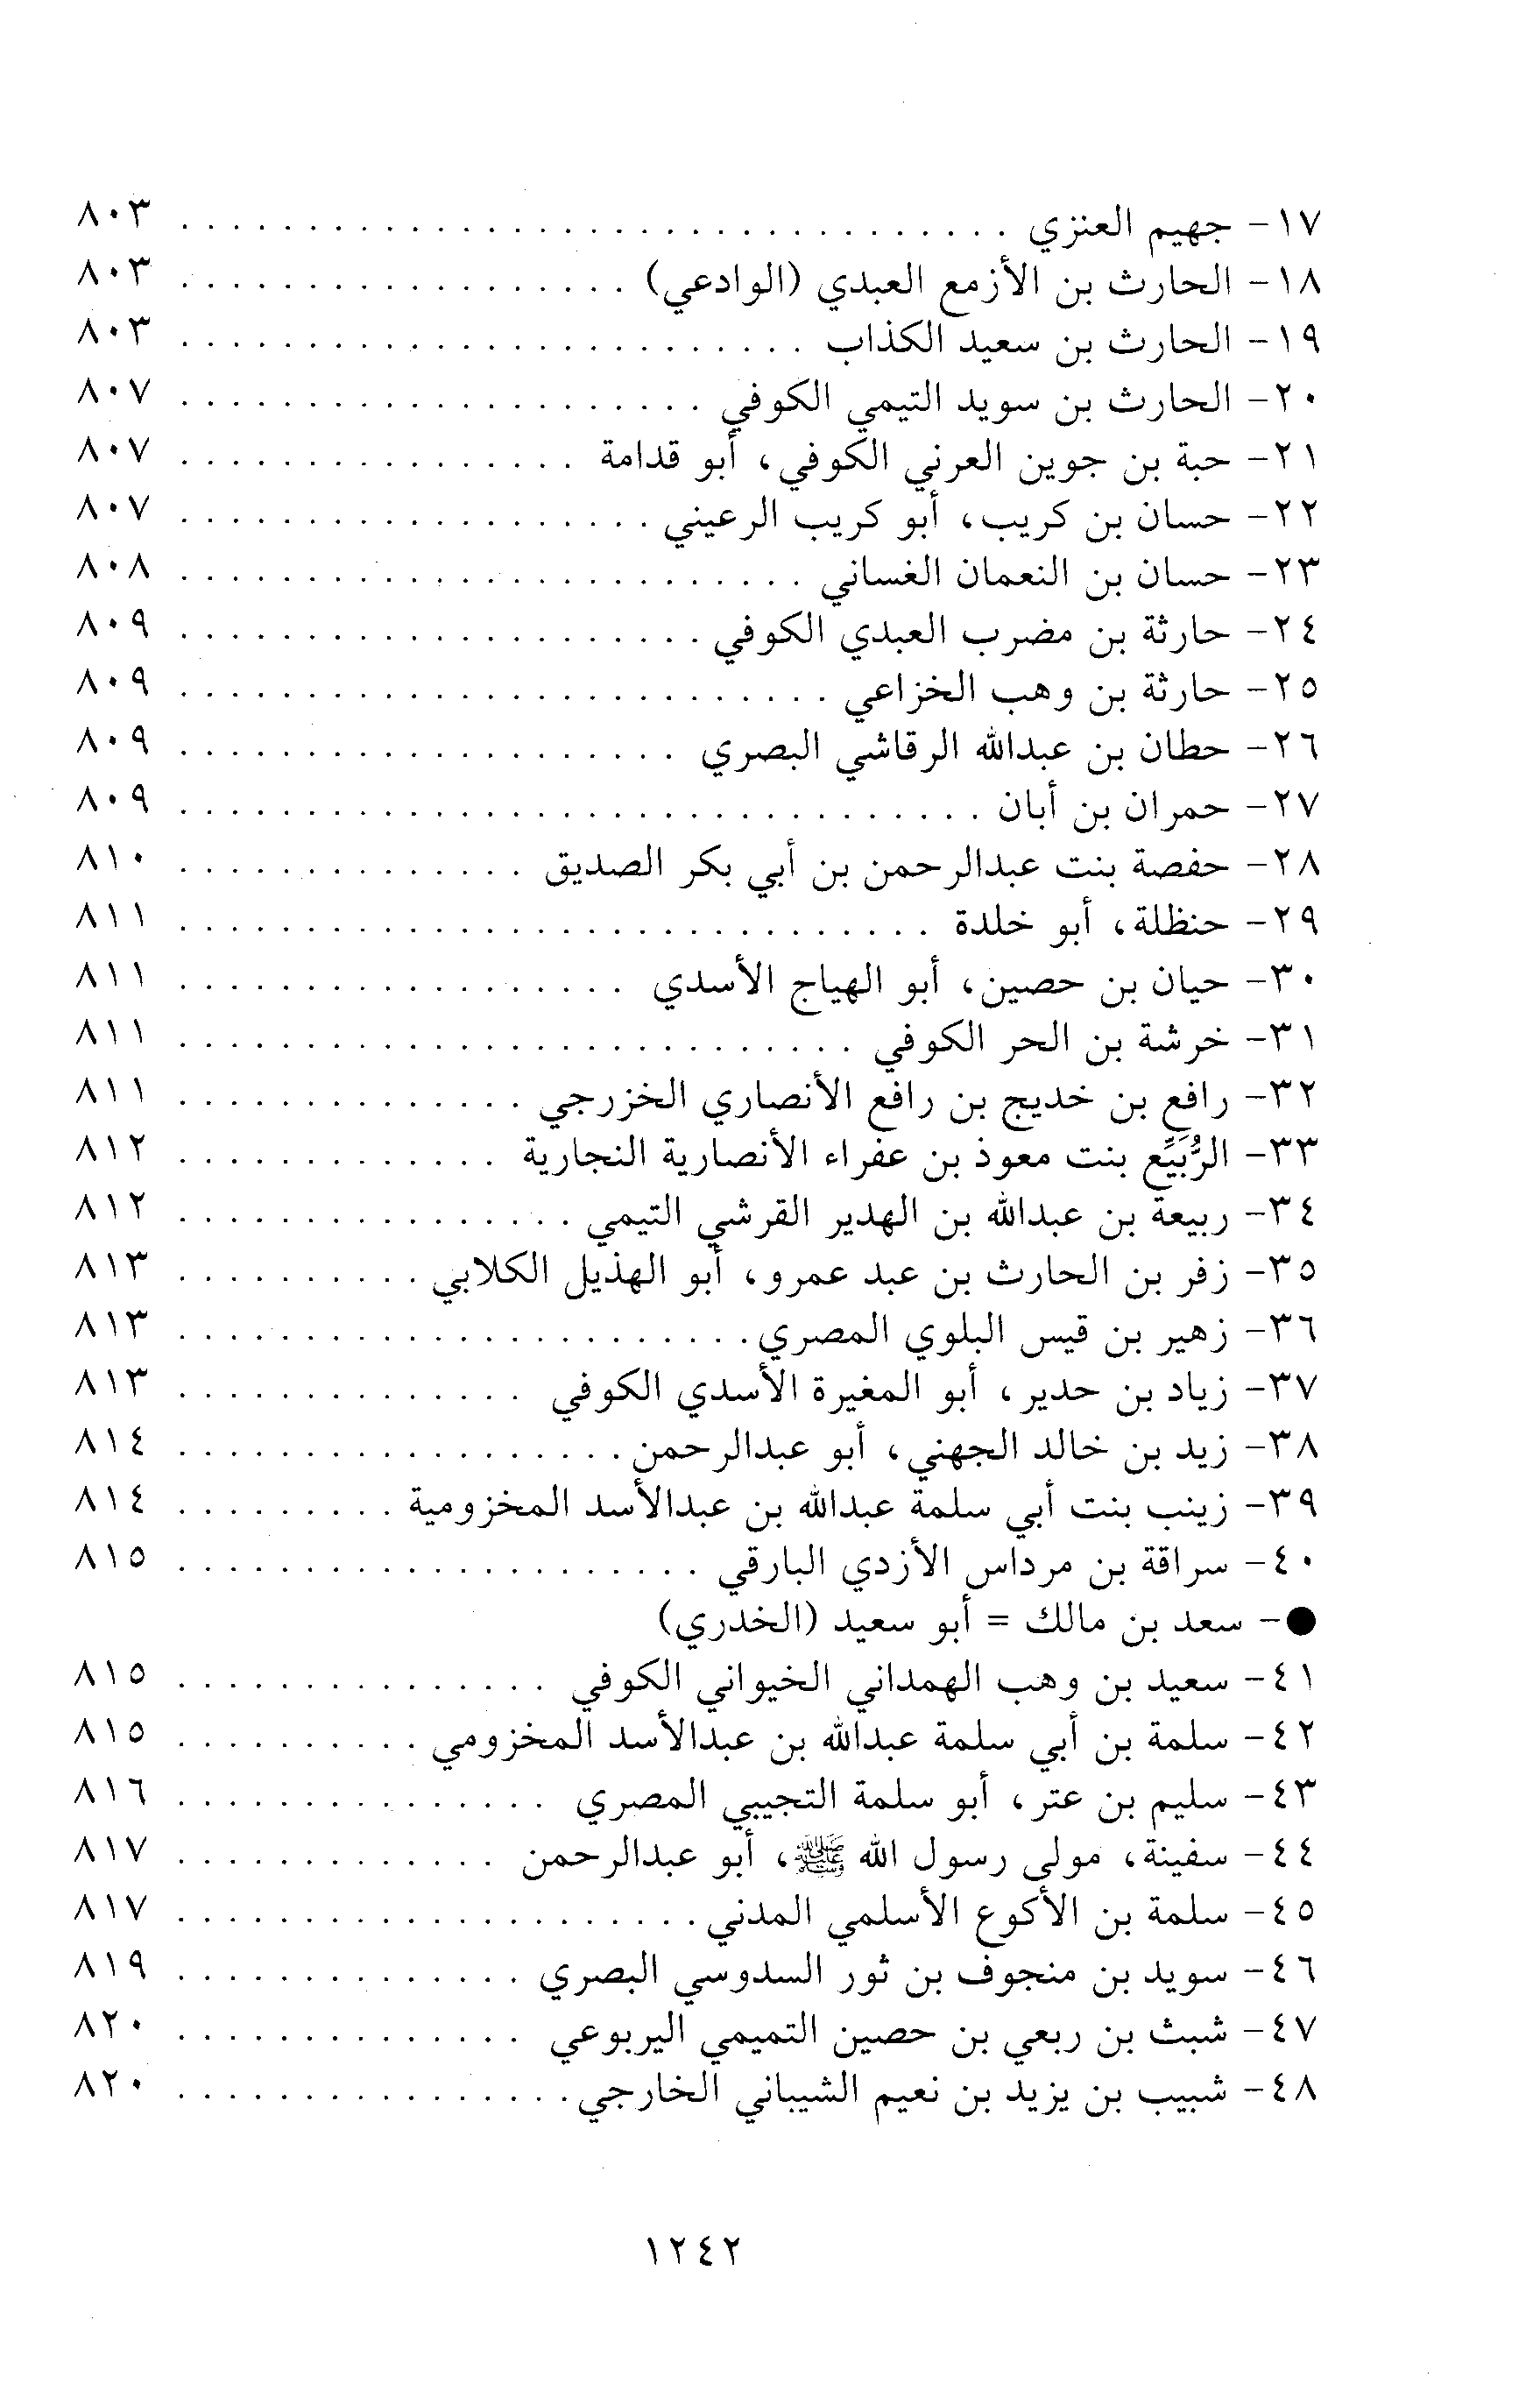 ١٧- جهيم العنزي . . . . . . . . . . . . . . . . . . . . . . . . . . . . . . . . . ٨٠٣
١٨- الحارث بن الأزمع العبدي (الوادعي) . . . . . . . . . . . . . . . . . . ٨٠٣
١٩- الحارث بن سعيد الكذاب . . . . . . . . . . . . . . . . . . . . . . . . . ٨٠٣
٢٠- الحارث بن سويد التيمي الكوفي . . . . . . . . . . . . . . . . . . . . . ٨٠٧
٢١- حبة بن جوين العرني الكوفي، أبو قدامة . . . . . . . . . . . . . . . . ٨٠٧
٢٢- حسان بن كريب، أبو كريب الرعيني . . . . . . . . . . . . . . . . . . . ٨٠٧
٢٣- حسان بن النعمان الغساني . . . . . . . . . . . . . . . . . . . . . . . . . ٨٠٨
٢٤- حارثة بن مضرب العبدي الكوفي . . . . . . . . . . . . . . . . . . . . . ٨٠٩
٢٥- حارثة بن وهب الخزاعي . . . . . . . . . . . . . . . . . . . . . . . . . . ٨٠٩
٢٦- حطان بن عبدالله الرقاشي البصري . . . . . . . . . . . . . . . . . . . . ٨٠٩
٢٧- حمران بن أبان . . . . . . . . . . . . . . . . . . . . . . . . . . . . . . . . ٨٠٩
٢٨- حفصة بنت عبدالرحمن بن أبي بكر الصديق . . . . . . . . . . . . . . ٨١٠
٢٩- حنظلة، أبو خلدة . . . . . . . . . . . . . . . . . . . . . . . . . . . . . . ٨١١
٣٠- حيان بن حصين، أبو الهياج الأسدي . . . . . . . . . . . . . . . . . . ٨١١
٣١- خرشة بن الحر الكوفي . . . . . . . . . . . . . . . . . . . . . . . . . . . ٨١١
٣٢- رافع بن خديج بن رافع الأنصاري الخزرجي . . . . . . . . . . . . . . ٨١١
٣٣- الرُّبَيِّع بنت معوذ بن عفراء الأنصارية النجارية . . . . . . . . . . . . . ٨١٢
٣٤- ربيعة بن عبدالله بن الهدير القرشي التيمي . . . . . . . . . . . . . . . . ٨١٢
٣٥- زفر بن الحارث بن عبد عمرو، أبو الهذيل الكلابي . . . . . . . . . . ٨١٣
٣٦- زهير بن قيس البلوي المصري . . . . . . . . . . . . . . . . . . . . . . . ٨١٣
٣٧- زياد بن حدير، أبو المغيرة الأسدي الكوفي . . . . . . . . . . . . . . ٨١٣
٣٨- زيد بن خالد الجهني، أبو عبدالرحمن . . . . . . . . . . . . . . . . . . ٨١٤
٣٩- زينب بنت أبي سلمة عبدالله بن عبدالأسد المخزومية . . . . . . . . . ٨١٤
٤٠- سراقة بن مرداس الأزدي البارقي . . . . . . . . . . . . . . . . . . . . . ٨١٥
●- سعد بن مالك = أبو سعيد (الخدري)
٤١- سعيد بن وهب الهمداني الخيواني الكوفي . . . . . . . . . . . . . . . ٨١٥
٤٢- سلمة بن أبي سلمة عبدالله بن عبدالأسد المخزومي . . . . . . . . . . ٨١٥
٤٣- سليم بن عتر، أبو سلمة التجيبي المصري . . . . . . . . . . . . . . . ٨١٦
٤٤- سفينة، مولى رسول الله ﷺ، أبو عبدالرحمن . . . . . . . . . . . . . ٨١٧
٤٥- سلمة بن الأكوع الأسلمي المدني . . . . . . . . . . . . . . . . . . . . . ٨١٧
٤٦- سويد بن منجوف بن ثور السدوسي البصري . . . . . . . . . . . . . . ٨١٩
٤٧- شبث بن ربعي بن حصين التميمي اليربوعي . . . . . . . . . . . . . . ٨٢٠
٤٨- شبيب بن يزيد بن نعيم الشيباني الخارجي . . . . . . . . . . . . . . . . ٨٢٠
١٢٤٢